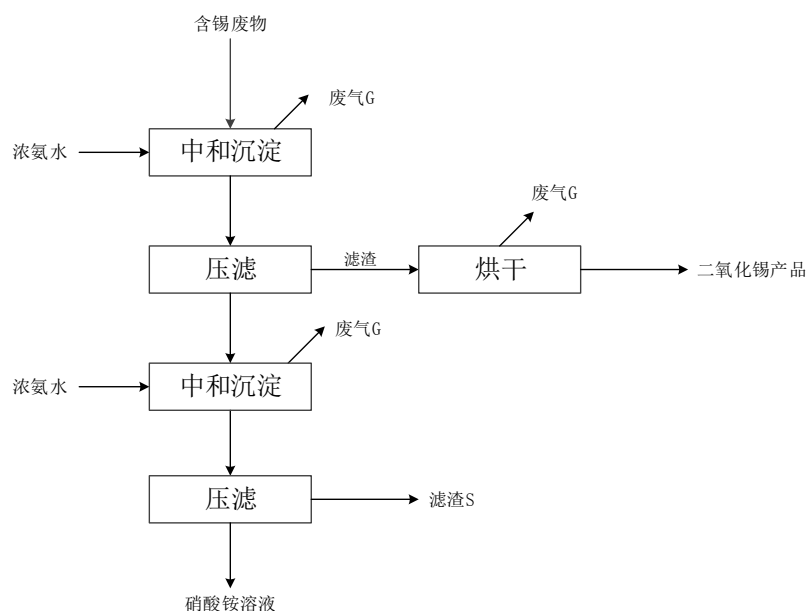 含锡废物
废气G
浓氨水
中和沉淀
废气G
压滤
滤渣
烘干
二氧化锡产品
废气G
浓氨水
中和沉淀
压滤
滤渣S
硝酸铵溶液